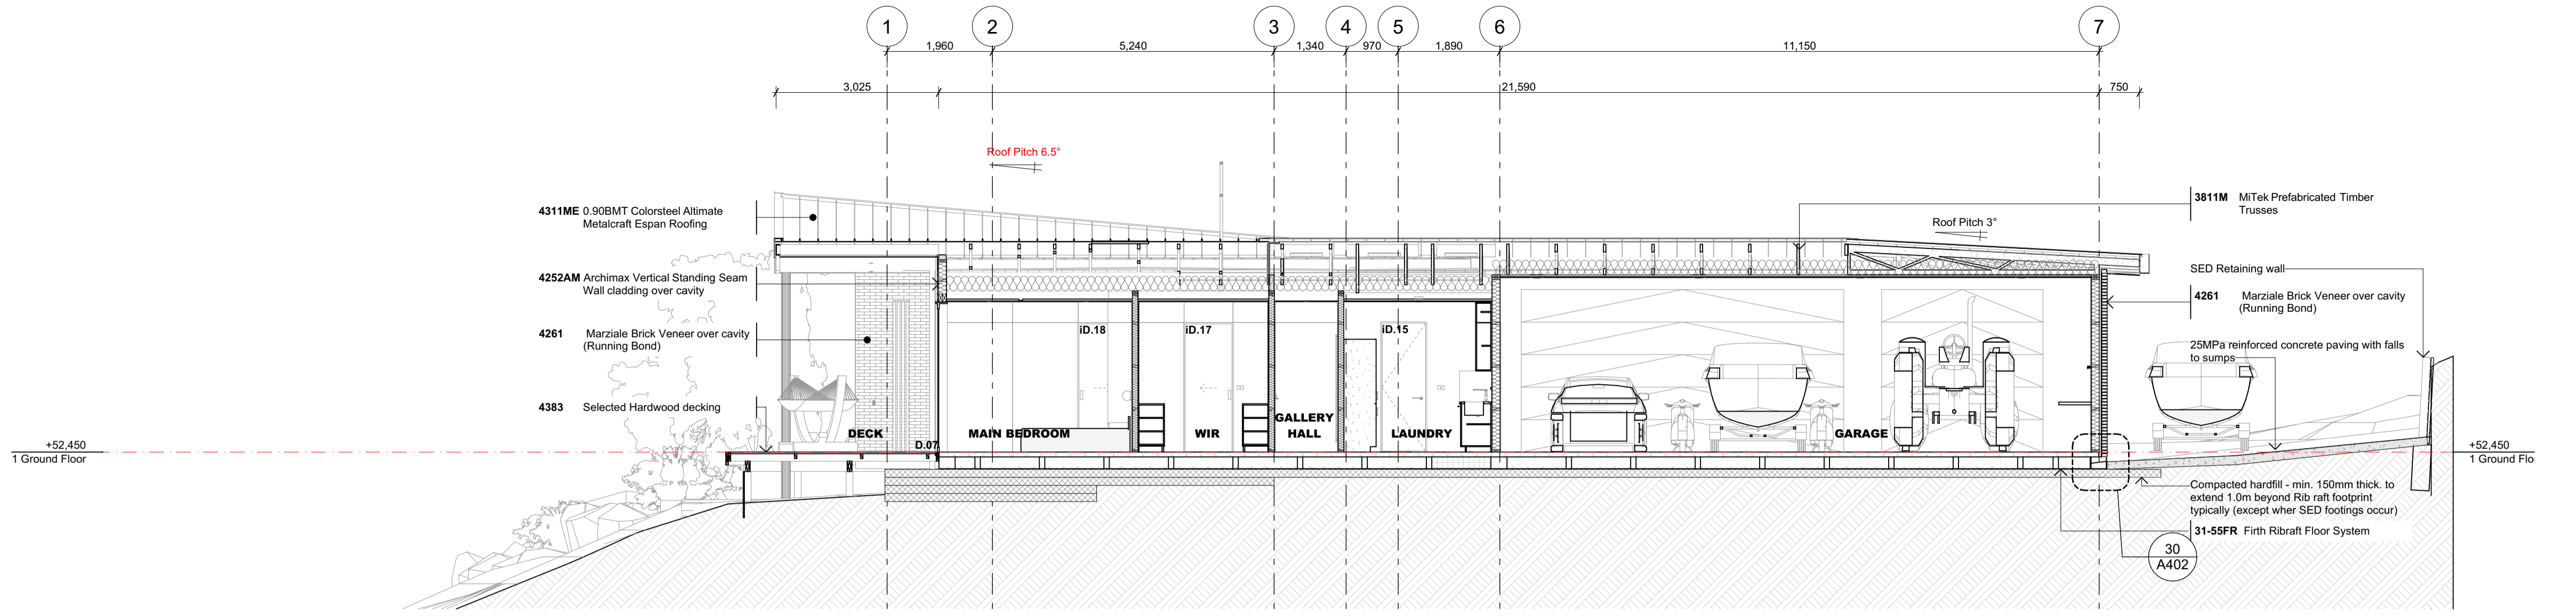 1 2 3 4 5 6 7
1,960 5,240 1,340 970 1,890 11,150
3,025 21,590 750
Roof Pitch 6.5°
4311ME 0.90BMT Colorsteel Altimate
Metalcraft Espan Roofing
4252AM Archimax Vertical Standing Seam
Wall cladding over cavity
4261 Marziale Brick Veneer over cavity
(Running Bond)
4383 Selected Hardwood decking
+52,450
1 Ground Floor
iD.18 iD.17 iD.15
DECK D.07 MAIN BEDROOM WIR
GALLERY
HALL
LAUNDRY GARAGE
Roof Pitch 3°
3811M MiTek Prefabricated Timber
Trusses
SED Retaining wall
4261 Marziale Brick Veneer over cavity
(Running Bond)
25MPa reinforced concrete paving with falls
to sumps
+52,450
1 Ground Flo
Compacted hardfill - min. 150mm thick. to
extend 1.0m beyond Rib raft footprint
typically (except wher SED footings occur)
31-55FR Firth Ribraft Floor System
30
A402